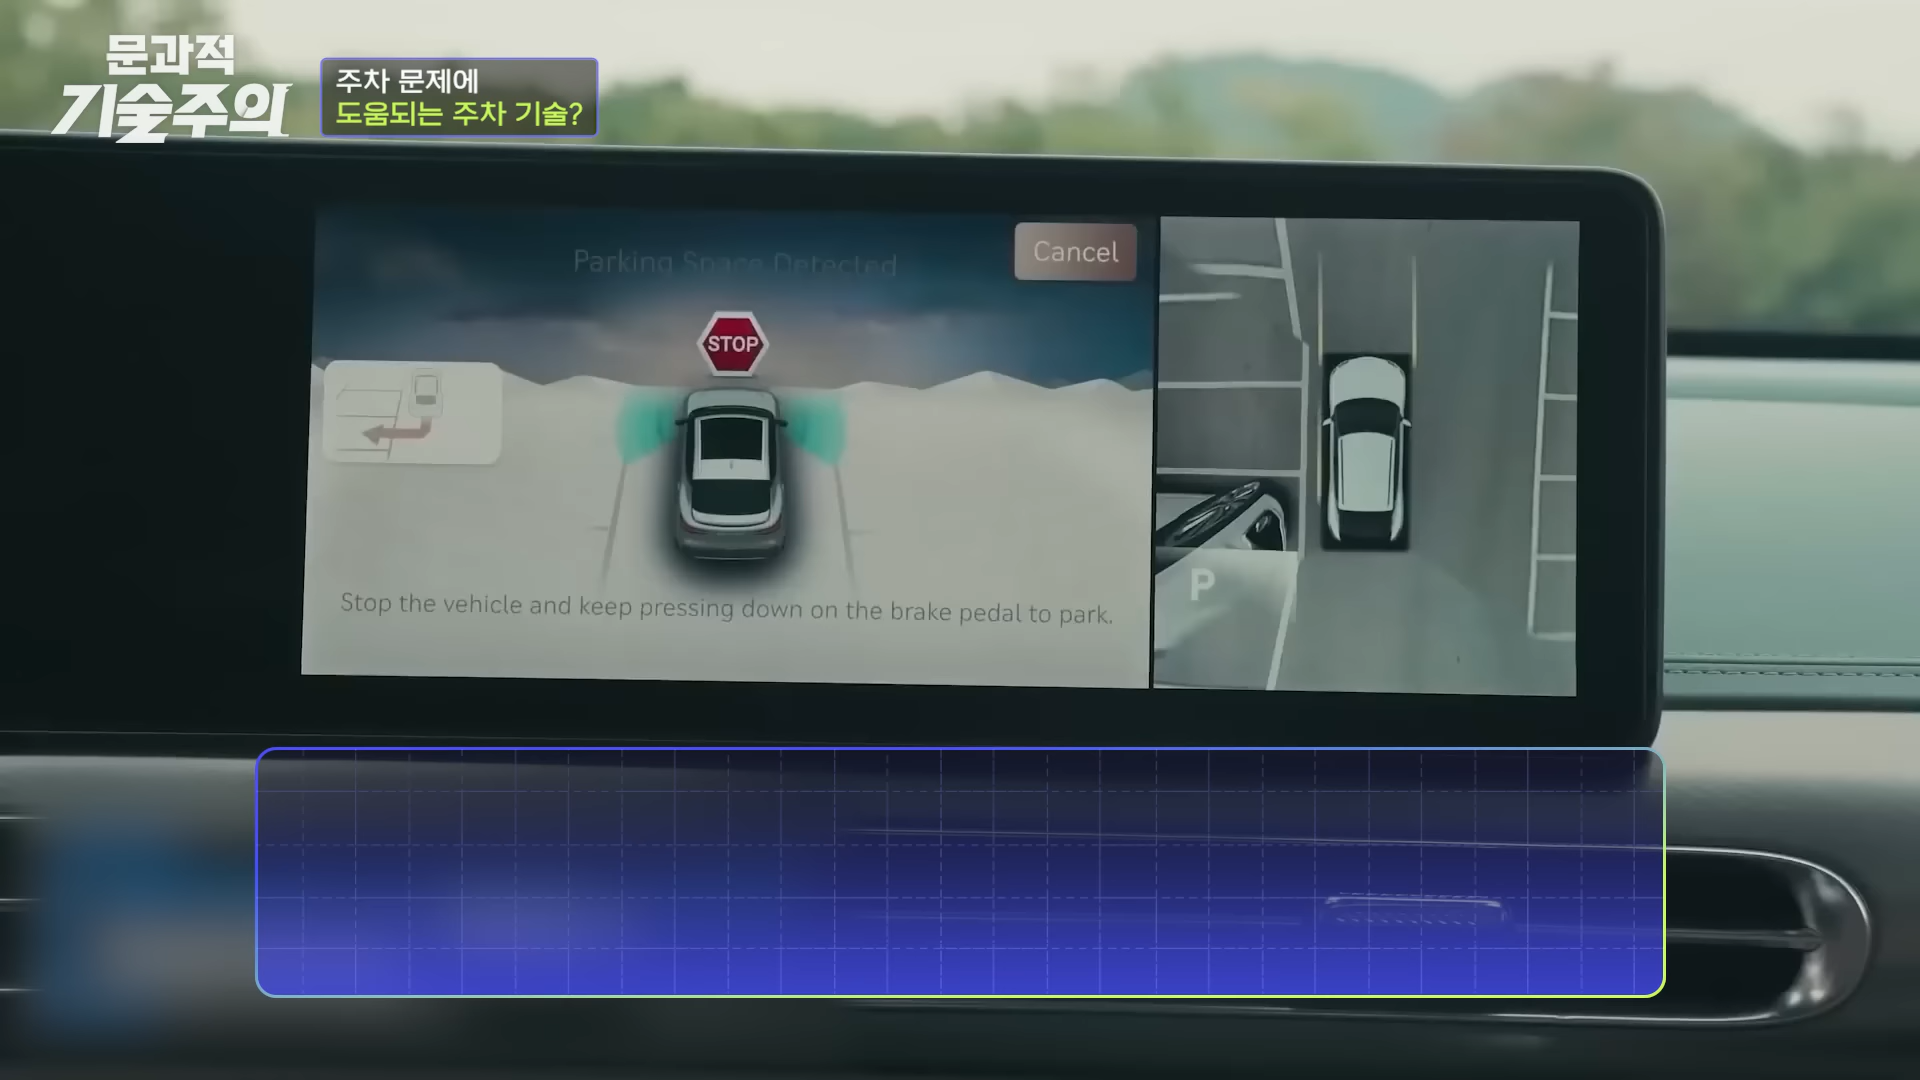 문과적
기술주의
주차 문제에
도움되는 주차 기술?
Parking Space Detected
Cancel
STOP
Stop the vehicle and keep pressing down on the brake pedal to park.
P